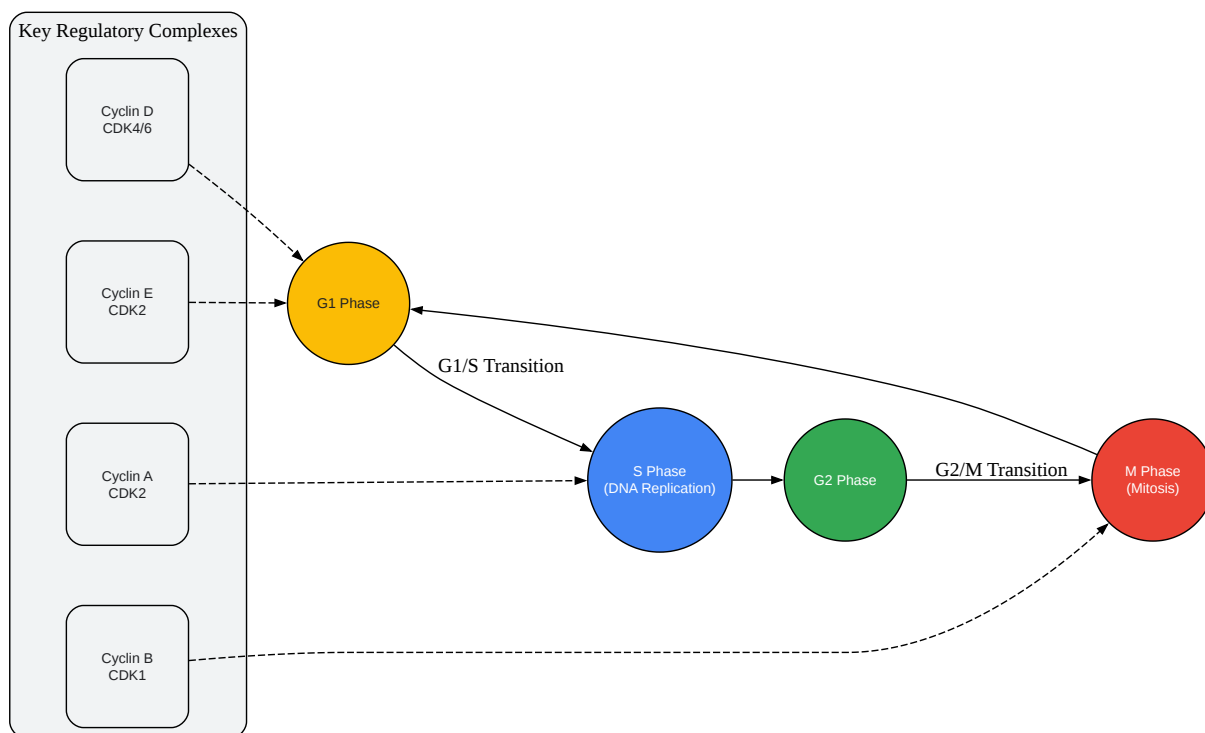 Key Regulatory Complexes
Cyclin D
CDK4/6
Cyclin E
CDK2
Cyclin A
CDK2
Cyclin B
CDK1
G1 Phase
G1/S Transition
S Phase
(DNA Replication)
G2 Phase
G2/M Transition
M Phase
(Mitosis)